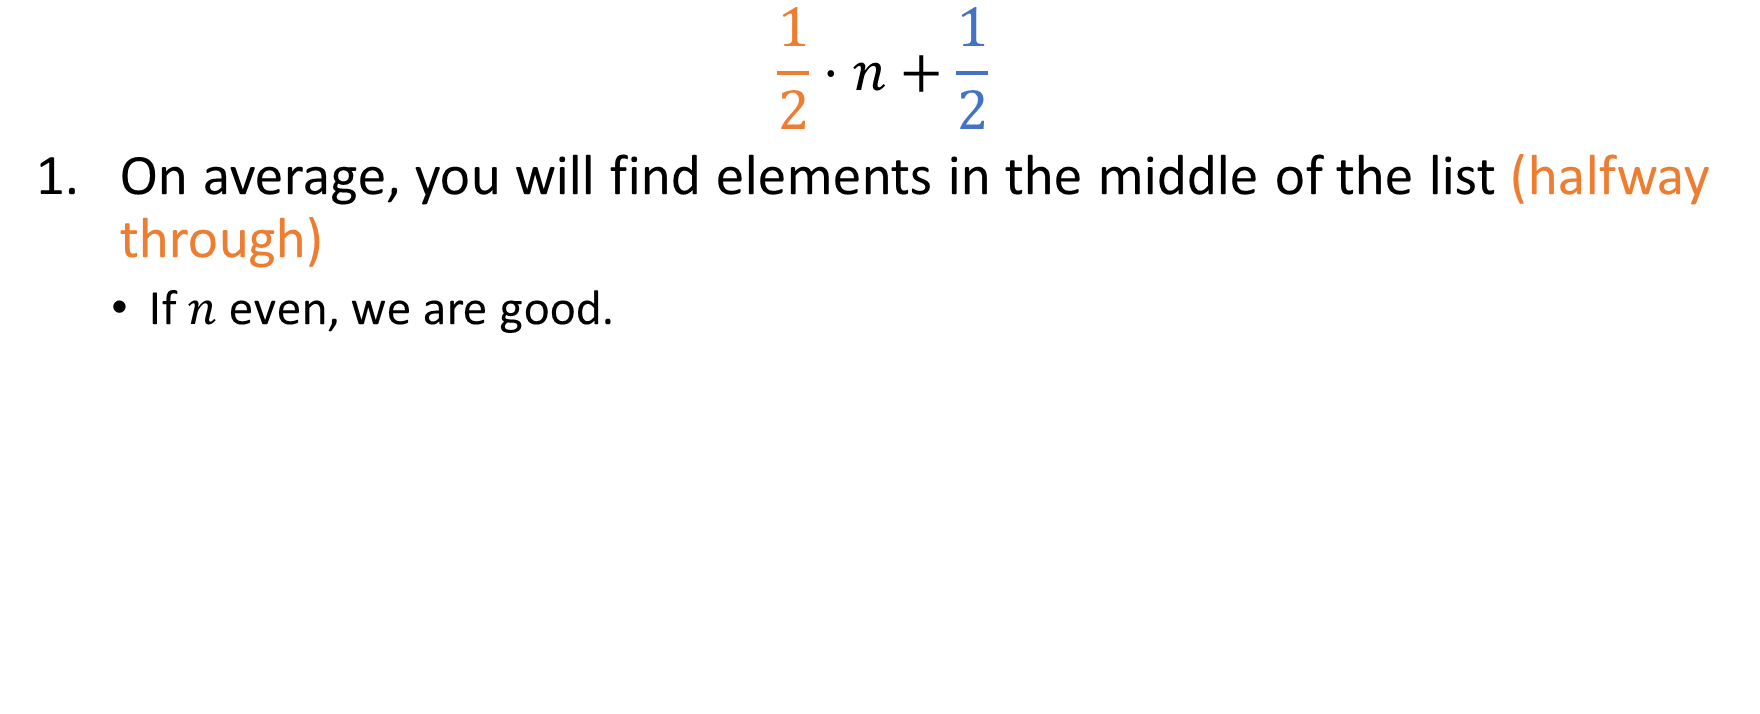 1/2 · n + 1/2
1. On average, you will find elements in the middle of the list (halfway
through)
• If n even, we are good.